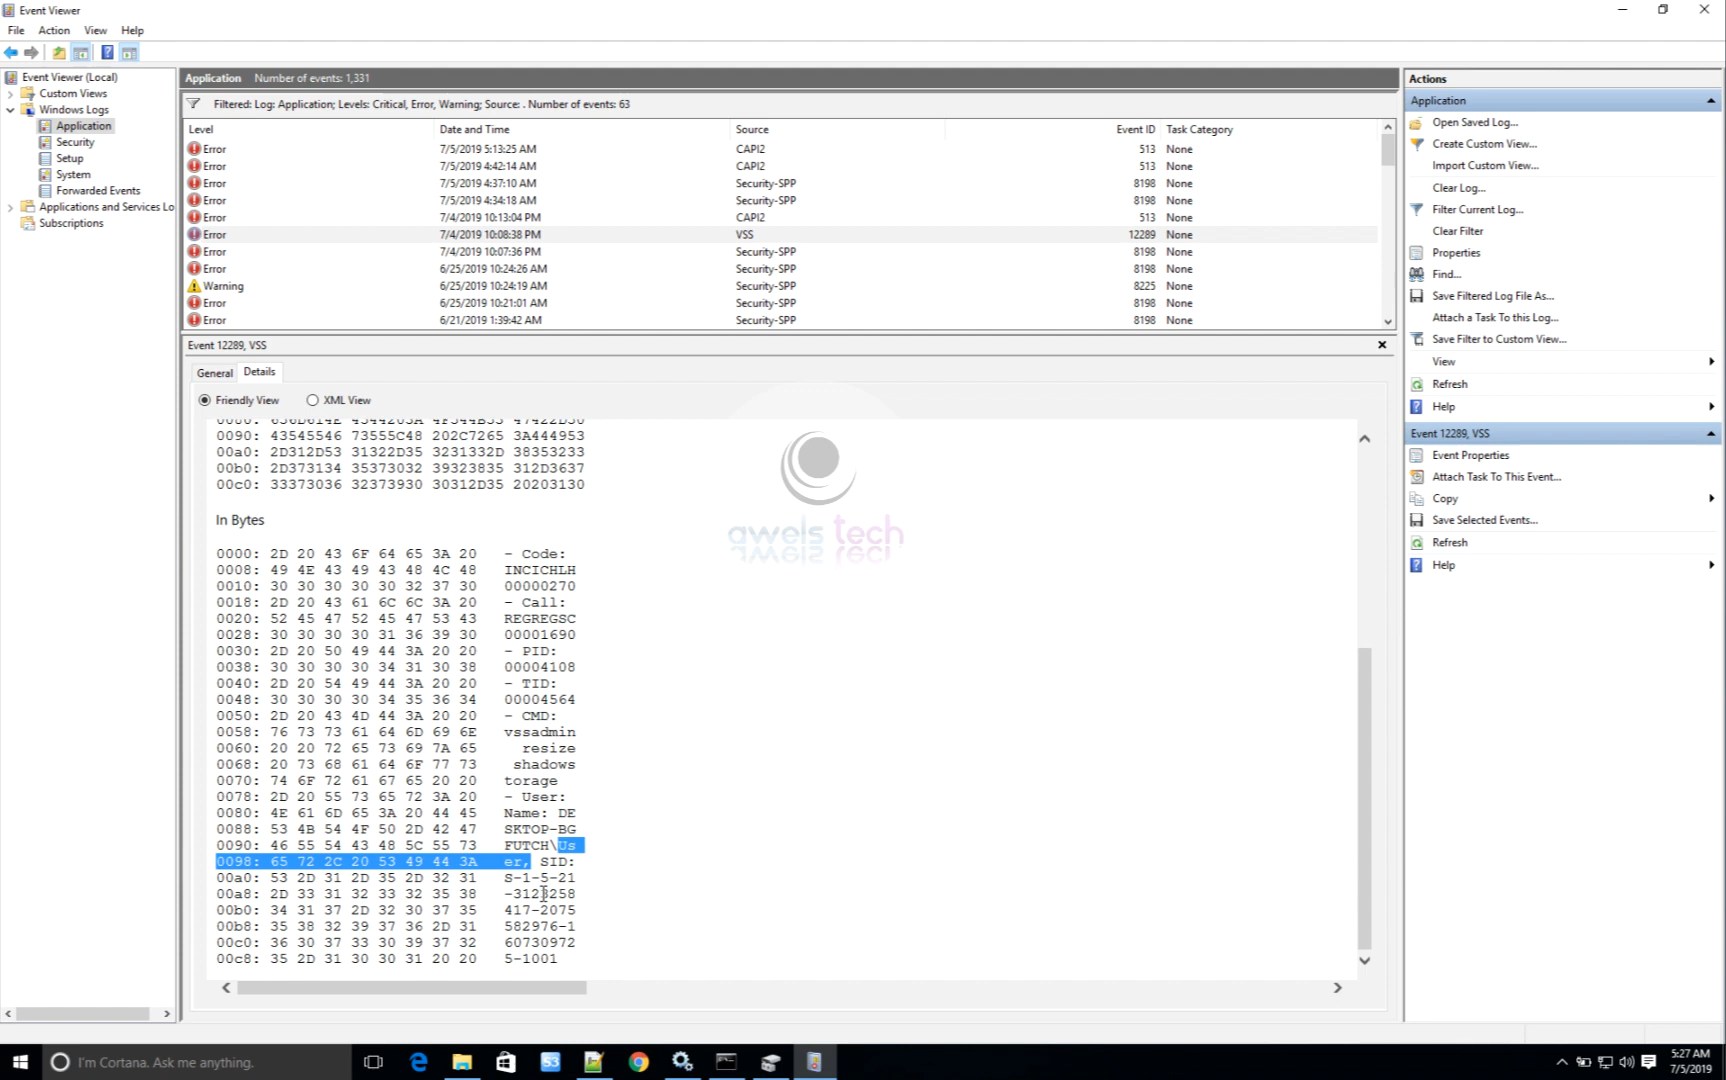 Event Viewer
File Action View Help
Event Viewer (Local)
Custom Views
Windows Logs
Application
Security
Setup
System
Forwarded Events
Applications and Services Lo
Subscriptions
Application Number of events: 1,331
Filtered: Log: Application; Levels: Critical, Error, Warning; Source: . Number of events: 63
Level Date and Time Source Event ID Task Category
Error 7/5/2019 5:13:25 AM CAPI2 513 None
Error 7/5/2019 4:42:14 AM CAPI2 513 None
Error 7/5/2019 4:37:10 AM Security-SPP 8198 None
Error 7/5/2019 4:34:18 AM Security-SPP 8198 None
Error 7/4/2019 10:13:04 PM CAPI2 513 None
Error 7/4/2019 10:08:38 PM VSS 12289 None
Error 7/4/2019 10:07:36 PM Security-SPP 8198 None
Error 6/25/2019 10:24:26 AM Security-SPP 8198 None
Warning 6/25/2019 10:24:19 AM Security-SPP 8225 None
Error 6/25/2019 10:21:01 AM Security-SPP 8198 None
Error 6/21/2019 1:39:42 AM Security-SPP 8198 None
Event 12289, VSS
General Details
Friendly View XML View
0090: 43545546 73555C48 202C7265 3A444953
00a0: 2D312D53 31322D35 3231332D 38353233
00b0: 2D373134 35373032 39323835 312D3637
00c0: 33373036 32373930 30312D35 20203130
In Bytes
0000: 2D 20 43 6F 64 65 3A 20 - Code:
0008: 49 4E 43 49 43 48 4C 48 INCICHLH
0010: 30 30 30 30 30 32 37 30 00000270
0018: 2D 20 43 61 6C 6C 3A 20 - Call:
0020: 52 45 47 52 45 47 53 43 REGREGSC
0028: 30 30 30 30 31 36 39 30 00001690
0030: 2D 20 50 49 44 3A 20 20 - PID:
0038: 30 30 30 30 34 31 30 38 00004108
0040: 2D 20 54 49 44 3A 20 20 - TID:
0048: 30 30 30 30 34 35 36 34 00004564
0050: 2D 20 43 4D 44 3A 20 20 - CMD:
0058: 76 73 73 61 64 6D 69 6E vssadmin
0060: 20 20 72 65 73 69 7A 65 resize
0068: 20 73 68 61 64 6F 77 73 shadows
0070: 74 6F 72 61 67 65 20 20 torage
0078: 2D 20 55 73 65 72 3A 20 - User:
0080: 4E 61 6D 65 3A 20 44 45 Name: DE
0088: 53 4B 54 4F 50 2D 42 47 SKTOP-BG
0090: 46 55 54 43 48 5C 55 73 FUTCH\Us
0098: 65 72 2C 20 53 49 44 3A er, SID:
00a0: 53 2D 31 2D 35 2D 32 31 S-1-5-21
00a8: 2D 33 31 32 33 32 35 38 -3123258
00b0: 34 31 37 2D 32 30 37 35 417-2075
00b8: 35 38 32 39 37 36 2D 31 582976-1
00c0: 36 30 37 33 30 39 37 32 60730972
00c8: 35 2D 31 30 30 31 20 20 5-1001
awels tech
Actions
Application
Open Saved Log...
Create Custom View...
Import Custom View...
Clear Log...
Filter Current Log...
Clear Filter
Properties
Find...
Save Filtered Log File As...
Attach a Task To this Log...
Save Filter to Custom View...
View
Refresh
Help
Event 12289, VSS
Event Properties
Attach Task To This Event...
Copy
Save Selected Events...
Refresh
Help
I'm Cortana. Ask me anything.
S3
5:27 AM
7/5/2019